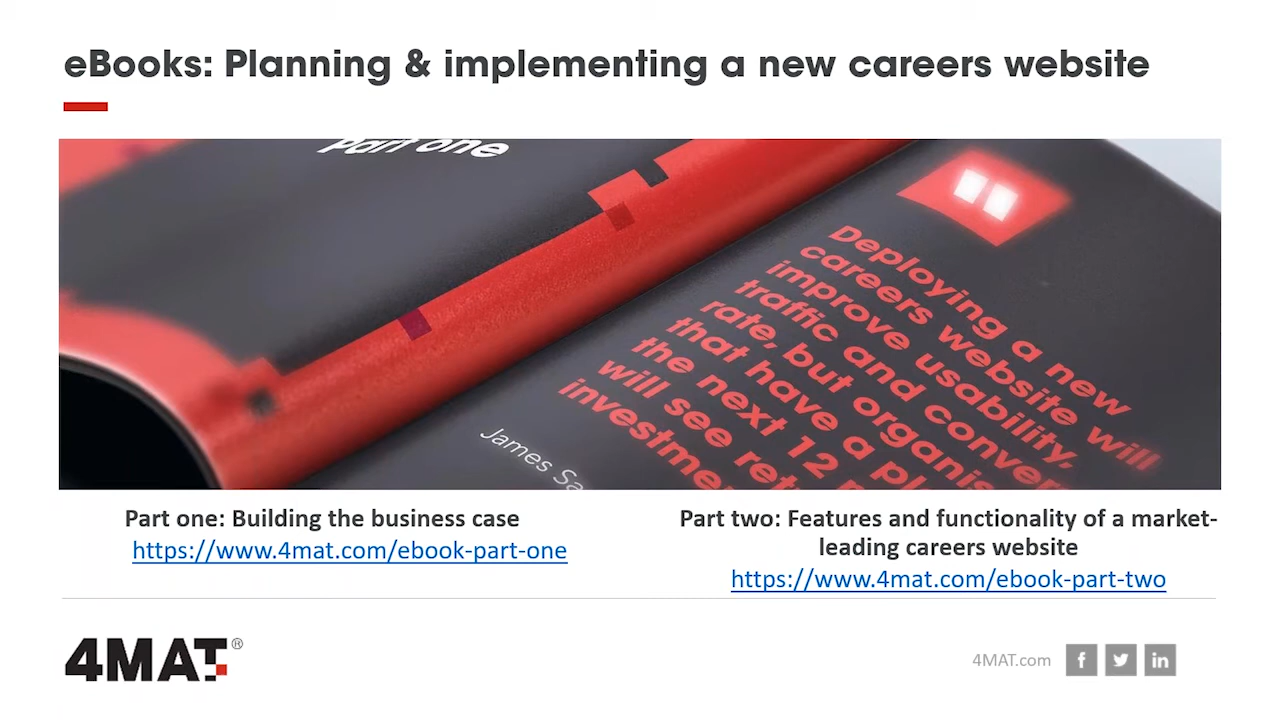 eBooks: Planning & implementing a new careers website
Part one
Deploying a new
careers website will
improve usability,
traffic and conver
rate, but organis
that have a pl
the next 12 m
will see ret
investme
James Sa
Part one: Building the business case
https://www.4mat.com/ebook-part-one
Part two: Features and functionality of a market-
leading careers website
https://www.4mat.com/ebook-part-two
4MAT®
4MAT.com